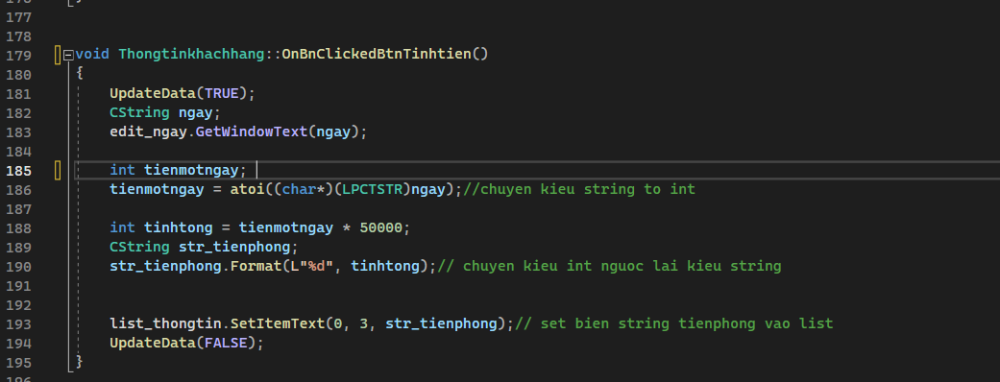 177
178
179 void Thongtinkhachhang::OnBnClickedBtnTinhtien()
180 {
181 UpdateData(TRUE);
182 CString ngay;
183 edit_ngay.GetWindowText(ngay);
184
185 int tienmotngay;
186 tienmotngay = atoi((char*)(LPCTSTR)ngay);//chuyen kieu string to int
187
188 int tinhtong = tienmotngay * 50000;
189 CString str_tienphong;
190 str_tienphong.Format(L"%d", tinhtong);// chuyen kieu int nguoc lai kieu string
191
192
193 list_thongtin.SetItemText(0, 3, str_tienphong);// set bien string tienphong vao list
194 UpdateData(FALSE);
195 }